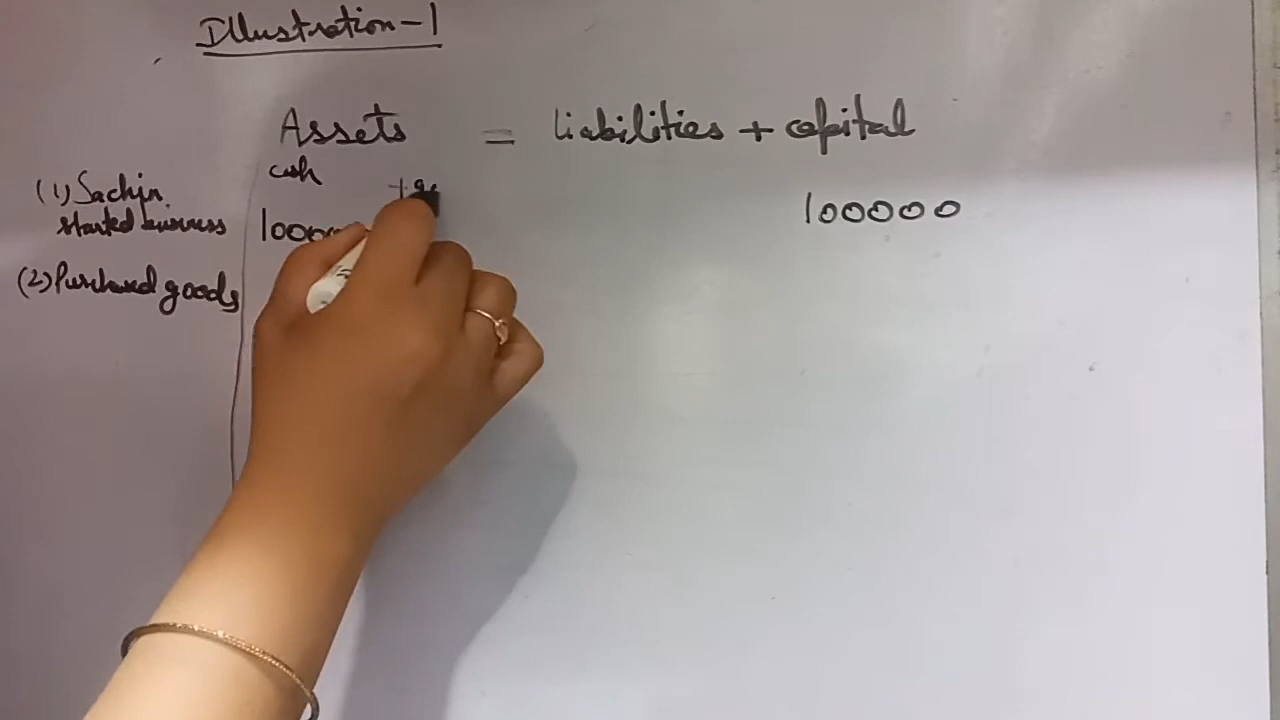 Illustration-1
Assets = Liabilities + capital
cash +
(1) Sachin
started business
100000
(2) Purchased goods